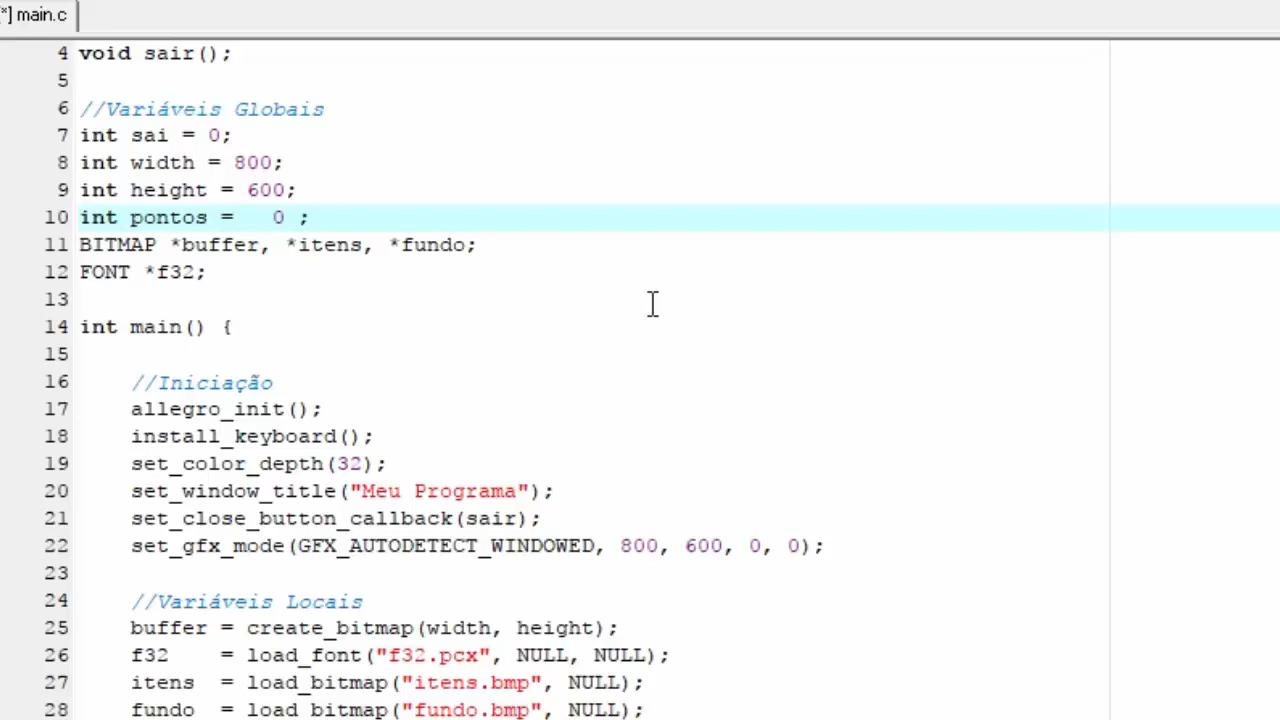 [*] main.c
4 void sair();
5
6 //Variáveis Globais
7 int sai = 0;
8 int width = 800;
9 int height = 600;
10 int pontos =   0 ;
11 BITMAP *buffer, *itens, *fundo;
12 FONT *f32;
13
14 int main() {
15
16     //Iniciação
17     allegro_init();
18     install_keyboard();
19     set_color_depth(32);
20     set_window_title("Meu Programa");
21     set_close_button_callback(sair);
22     set_gfx_mode(GFX_AUTODETECT_WINDOWED, 800, 600, 0, 0);
23
24     //Variáveis Locais
25     buffer = create_bitmap(width, height);
26     f32    = load_font("f32.pcx", NULL, NULL);
27     itens  = load_bitmap("itens.bmp", NULL);
28     fundo  = load_bitmap("fundo.bmp", NULL);